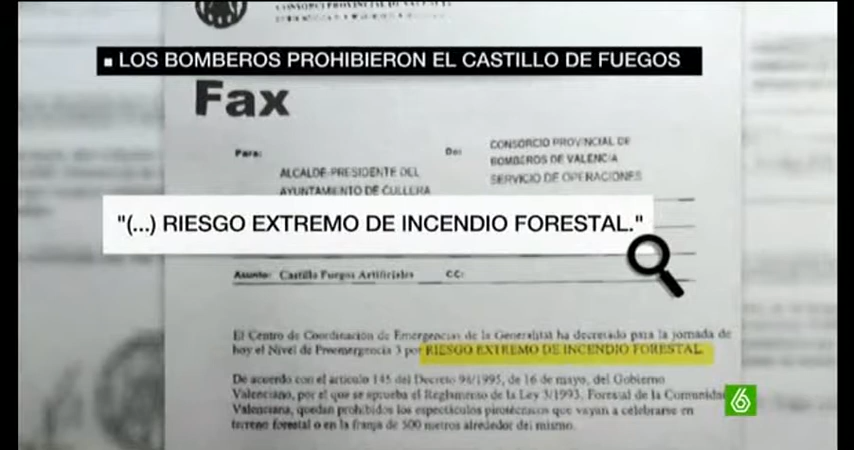 CONSORCI PROVINCIAL DE
▪ LOS BOMBEROS PROHIBIERON EL CASTILLO DE FUEGOS
Fax
Para:
ALCALDE-PRESIDENTE DEL
AYUNTAMIENTO DE CULLERA
De:
CONSORCIO PROVINCIAL DE
BOMBEROS DE VALENCIA
SERVICIO DE OPERACIONES
"(...) RIESGO EXTREMO DE INCENDIO FORESTAL."
Asunto: Castillo Fuegos Artificiales CC:
El Centro de Coordinación de Emergencias de la Generalitat ha decretado para la jornada de
hoy el Nivel de Preemergencia 3 por RIESGO EXTREMO DE INCENDIO FORESTAL.
De acuerdo con el articulo 145 del Decreto 98/1995, de 16 de mayo, del Gobierno
Valenciano, por el que se aprueba el Reglamento de la Ley 3/1993, Forestal de la Comunidad
Valenciana, quedan prohibidos los espectáculos pirotécnicos que vayan a celebrarse en
terreno forestal o en la franja de 500 metros alrededor del mismo.
6